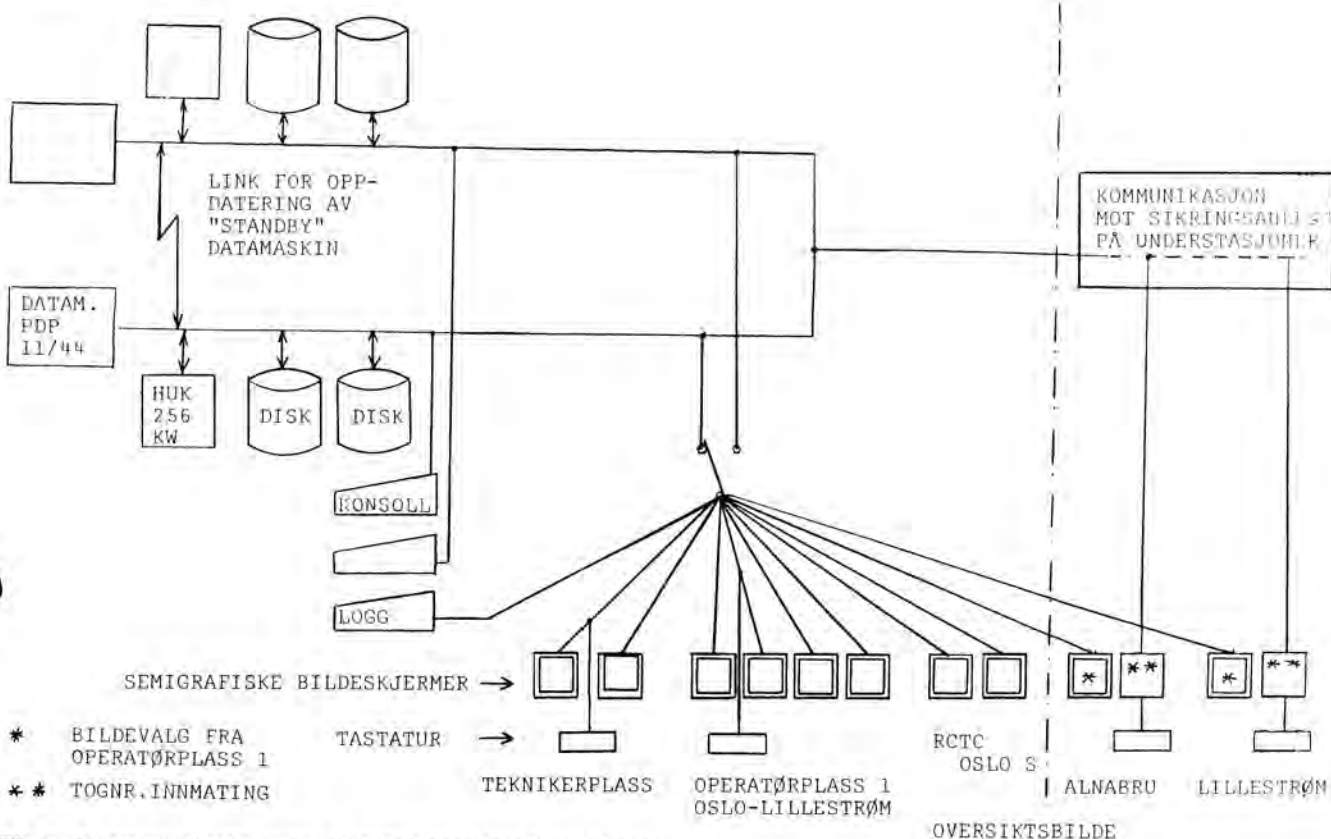 LINK FOR OPP-
DATERING AV
"STANDBY"
DATAMASKIN
KOMMUNIKASJON
MOT
PÅ UNDERSTASJONER
DATAM.
PDP
11/44
HUK
256
KW
DISK
DISK
KONSOLL
LOGG
SEMIGRAFISKE BILDESKJERMER
* ** * **
* BILDEVALG FRA
OPERATØRPLASS 1
** TOGNR.INNMATING
TASTATUR
TEKNIKERPLASS
OPERATØRPLASS 1
OSLO-LILLESTRØM
RCTC
OSLO S
ALNABRU
LILLESTRØM
OVERSIKTSBILDE